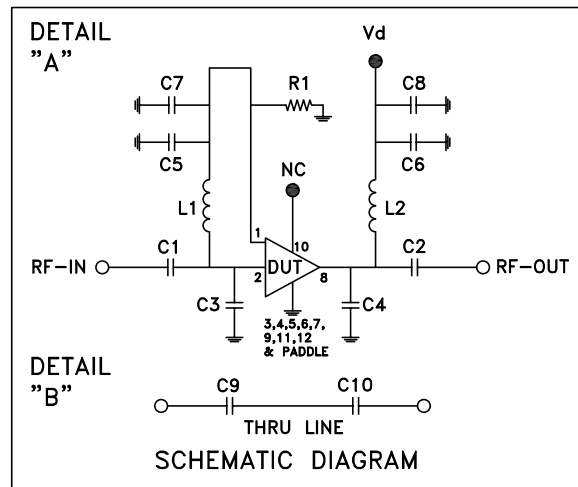 DETAIL
"A"
Vd
C7
R1
C8
C5
C6
NC
L1
L2
1
10
RF-IN
C1
2
DUT
8
C2
RF-OUT
C3
C4
3,4,5,6,7,
9,11,12
& PADDLE
DETAIL
"B"
C9
C10
THRU LINE
SCHEMATIC DIAGRAM